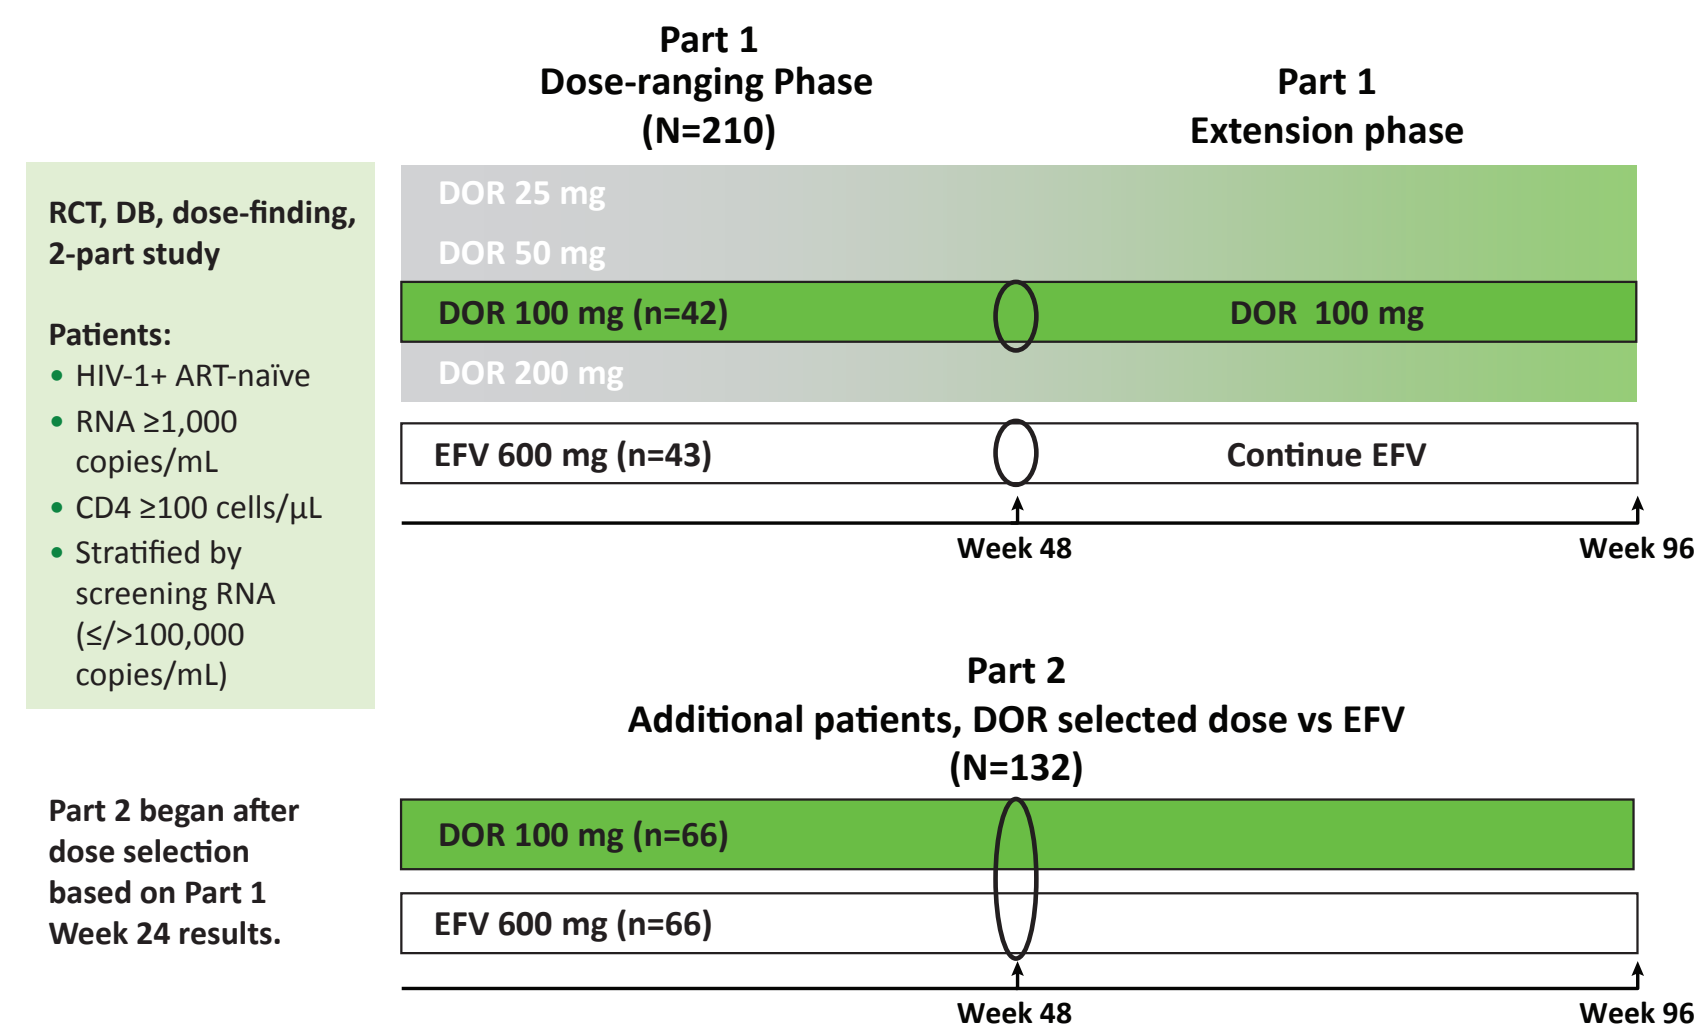 Part 1
Dose-ranging Phase
(N=210)
Part 1
Extension phase
RCT, DB, dose-finding,
2-part study
Patients:
• HIV-1+ ART-naïve
• RNA ≥1,000
copies/mL
• CD4 ≥100 cells/µL
• Stratified by
screening RNA
(≤/>100,000
copies/mL)
DOR 25 mg
DOR 50 mg
DOR 100 mg (n=42)
DOR 100 mg
DOR 200 mg
EFV 600 mg (n=43)
Continue EFV
Week 48
Week 96
Part 2
Additional patients, DOR selected dose vs EFV
(N=132)
Part 2 began after
dose selection
based on Part 1
Week 24 results.
DOR 100 mg (n=66)
EFV 600 mg (n=66)
Week 48
Week 96